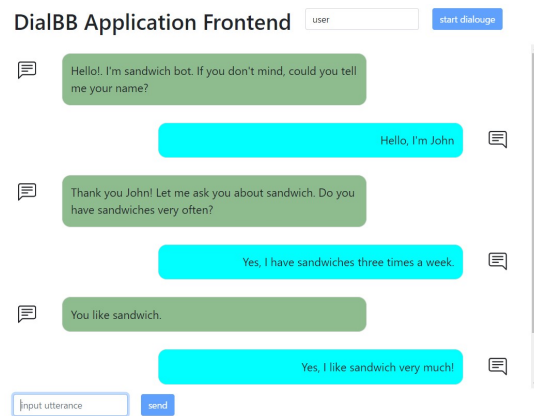 DialBB Application Frontend
user
start dialouge
Hello!. I'm sandwich bot. If you don't mind, could you tell
me your name?
Hello, I'm John
Thank you John! Let me ask you about sandwich. Do you
have sandwiches very often?
Yes, I have sandwiches three times a week.
You like sandwich.
Yes, I like sandwich very much!
input utterance
send